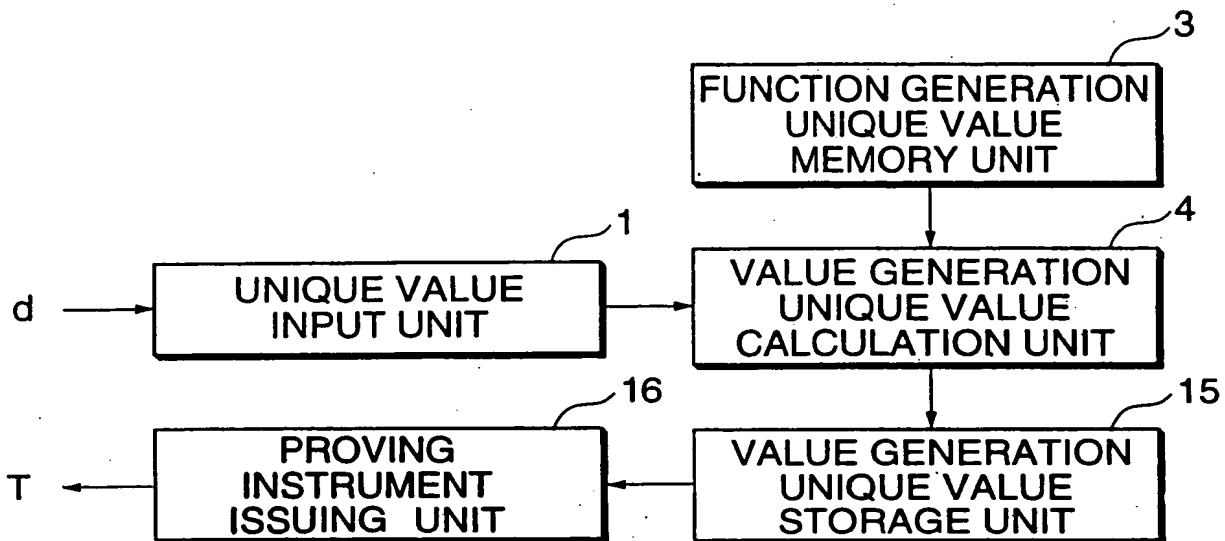 3
FUNCTION GENERATION
UNIQUE VALUE
MEMORY UNIT
1
4
d
UNIQUE VALUE
INPUT UNIT
VALUE GENERATION
UNIQUE VALUE
CALCULATION UNIT
16
15
T
PROVING
INSTRUMENT
ISSUING UNIT
VALUE GENERATION
UNIQUE VALUE
STORAGE UNIT